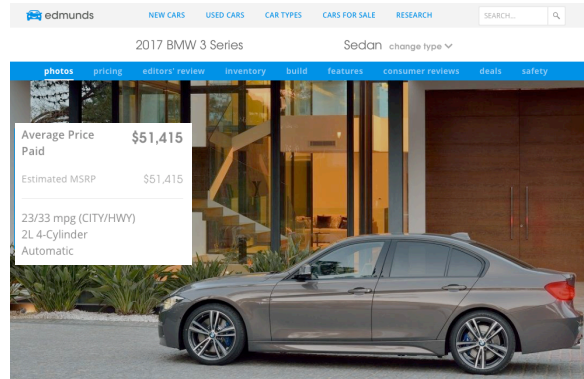 edmunds NEW CARS USED CARS CAR TYPES CARS FOR SALE RESEARCH SEARCH...
2017 BMW 3 Series Sedan change type
photos pricing editors' review inventory build features consumer reviews deals safety
Average Price Paid $51,415
Estimated MSRP $51,415
23/33 mpg (CITY/HWY)
2L 4-Cylinder
Automatic